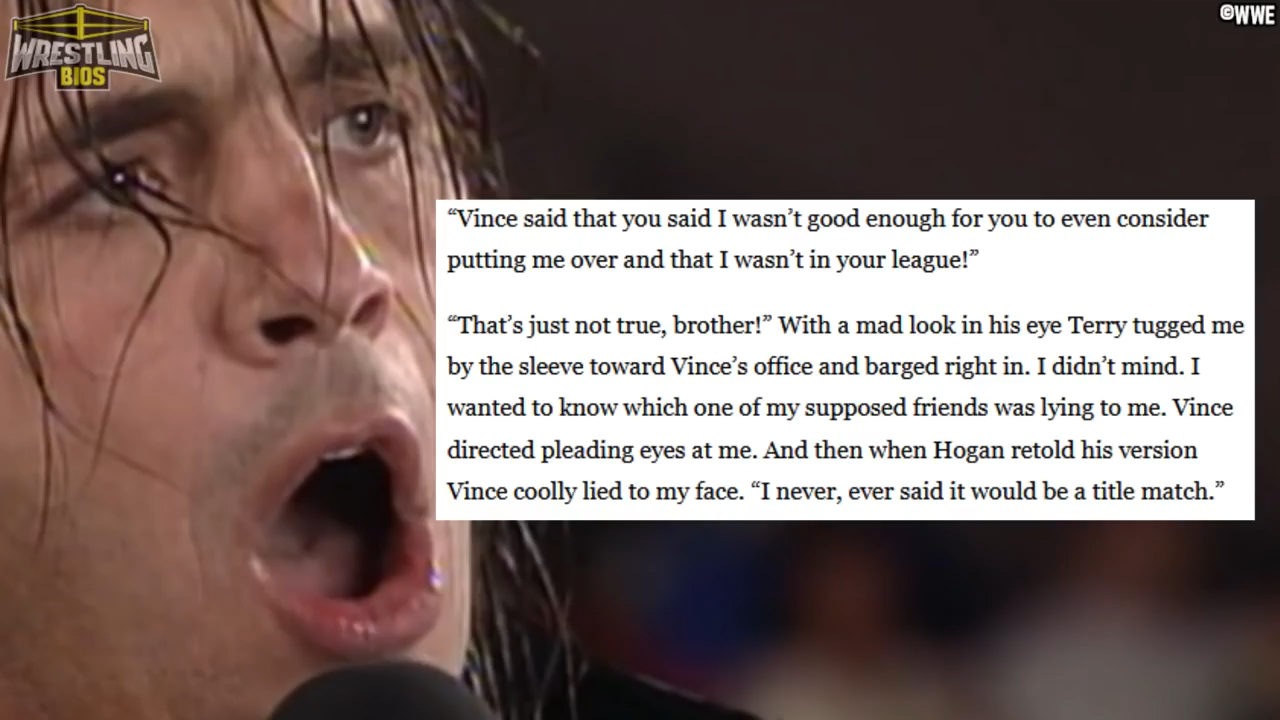 WRESTLING
BIOS
©WWE
“Vince said that you said I wasn’t good enough for you to even consider
putting me over and that I wasn’t in your league!”
“That’s just not true, brother!” With a mad look in his eye Terry tugged me
by the sleeve toward Vince’s office and barged right in. I didn’t mind. I
wanted to know which one of my supposed friends was lying to me. Vince
directed pleading eyes at me. And then when Hogan retold his version
Vince coolly lied to my face. “I never, ever said it would be a title match.”